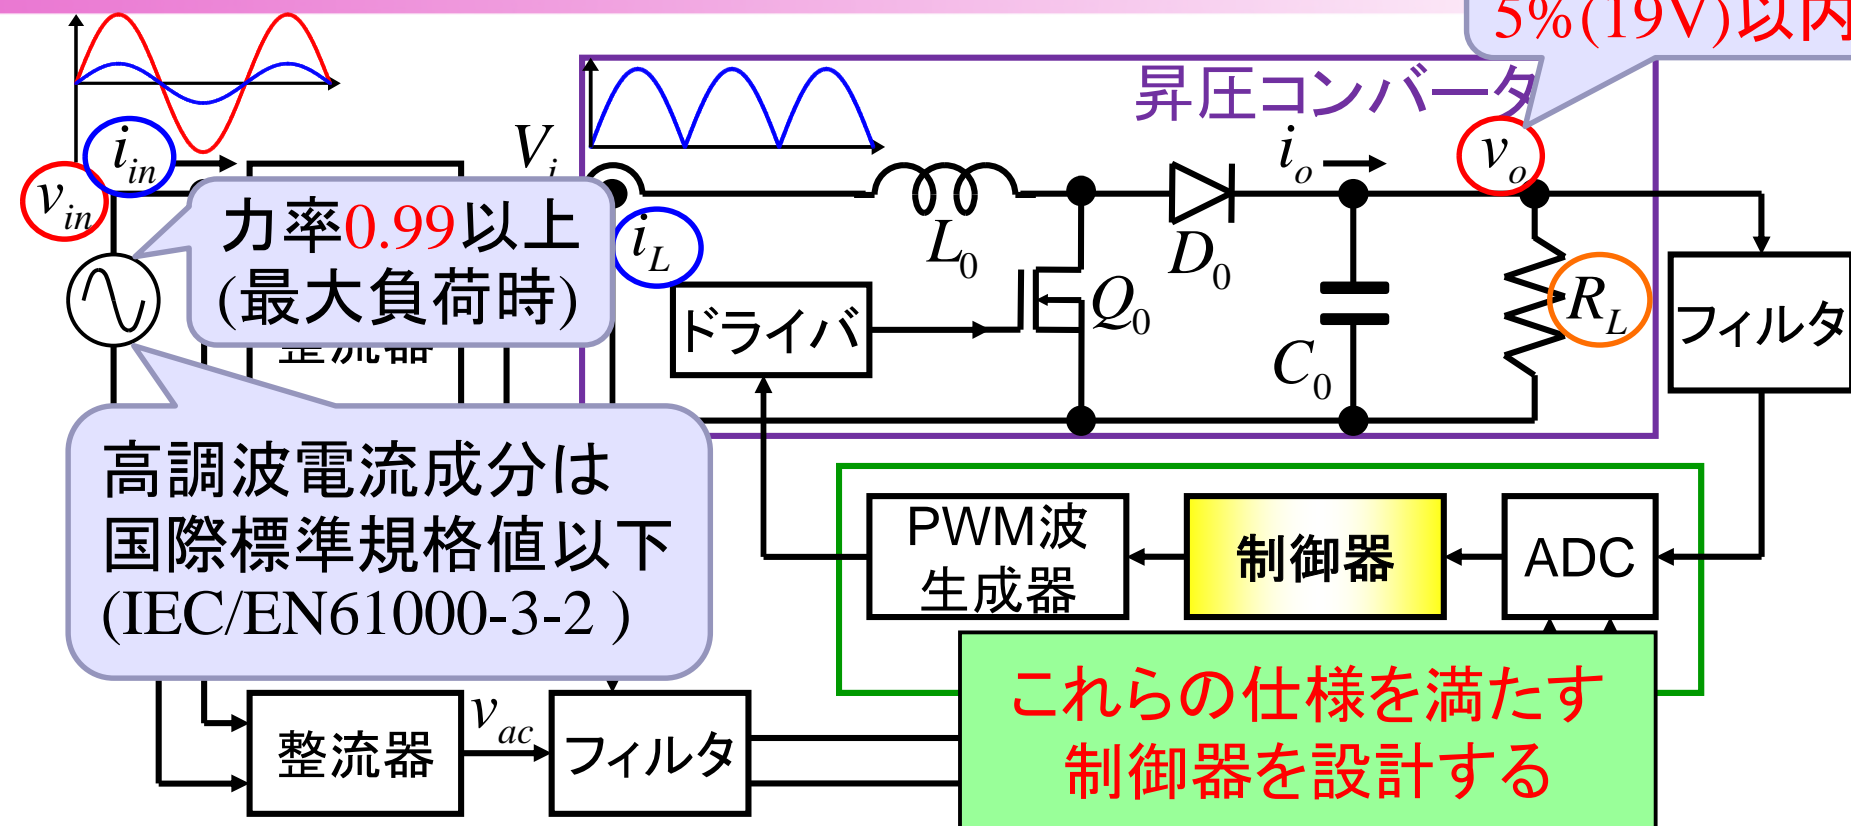 5%(19V)以内
昇圧コンバータ
i_in
v_in
V_i
i_o
v_o
力率0.99以上
(最大負荷時)
i_L
L_0
D_0
Q_0
R_L
C_0
ドライバ
フィルタ
整流器
高調波電流成分は
国際標準規格値以下
(IEC/EN61000-3-2 )
PWM波
生成器
制御器
ADC
これらの仕様を満たす
制御器を設計する
整流器
v_ac
フィルタ